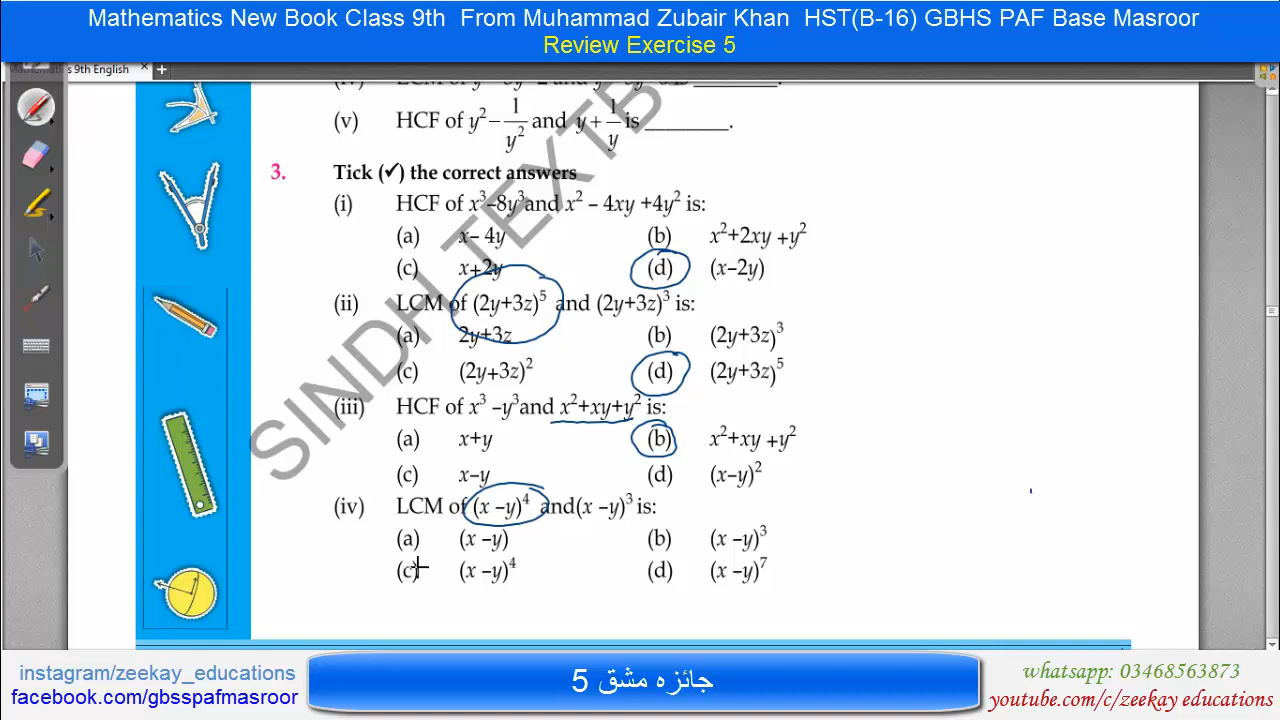 Mathematics New Book Class 9th From Muhammad Zubair Khan HST(B-16) GBHS PAF Base Masroor
Review Exercise 5
9th English
(v) HCF of y² − 1/y² and y + 1/y is ________.
3. Tick (✓) the correct answers
(i) HCF of x³–8y³and x² – 4xy +4y² is:
(a) x– 4y (b) x²+2xy +y²
(c) x+2y (d) (x–2y)
(ii) LCM of (2y+3z)⁵ and (2y+3z)³ is:
(a) 2y+3z (b) (2y+3z)³
(c) (2y+3z)² (d) (2y+3z)⁵
(iii) HCF of x³ –y³and x²+xy+y² is:
(a) x+y (b) x²+xy +y²
(c) x–y (d) (x–y)²
(iv) LCM of (x –y)⁴ and(x –y)³ is:
(a) (x –y) (b) (x –y)³
(c) (x –y)⁴ (d) (x –y)⁷
SINDH TEXTB
instagram/zeekay_educations
facebook.com/gbsspafmasroor
جائزہ مشق 5
whatsapp: 03468563873
youtube.com/c/zeekay educations